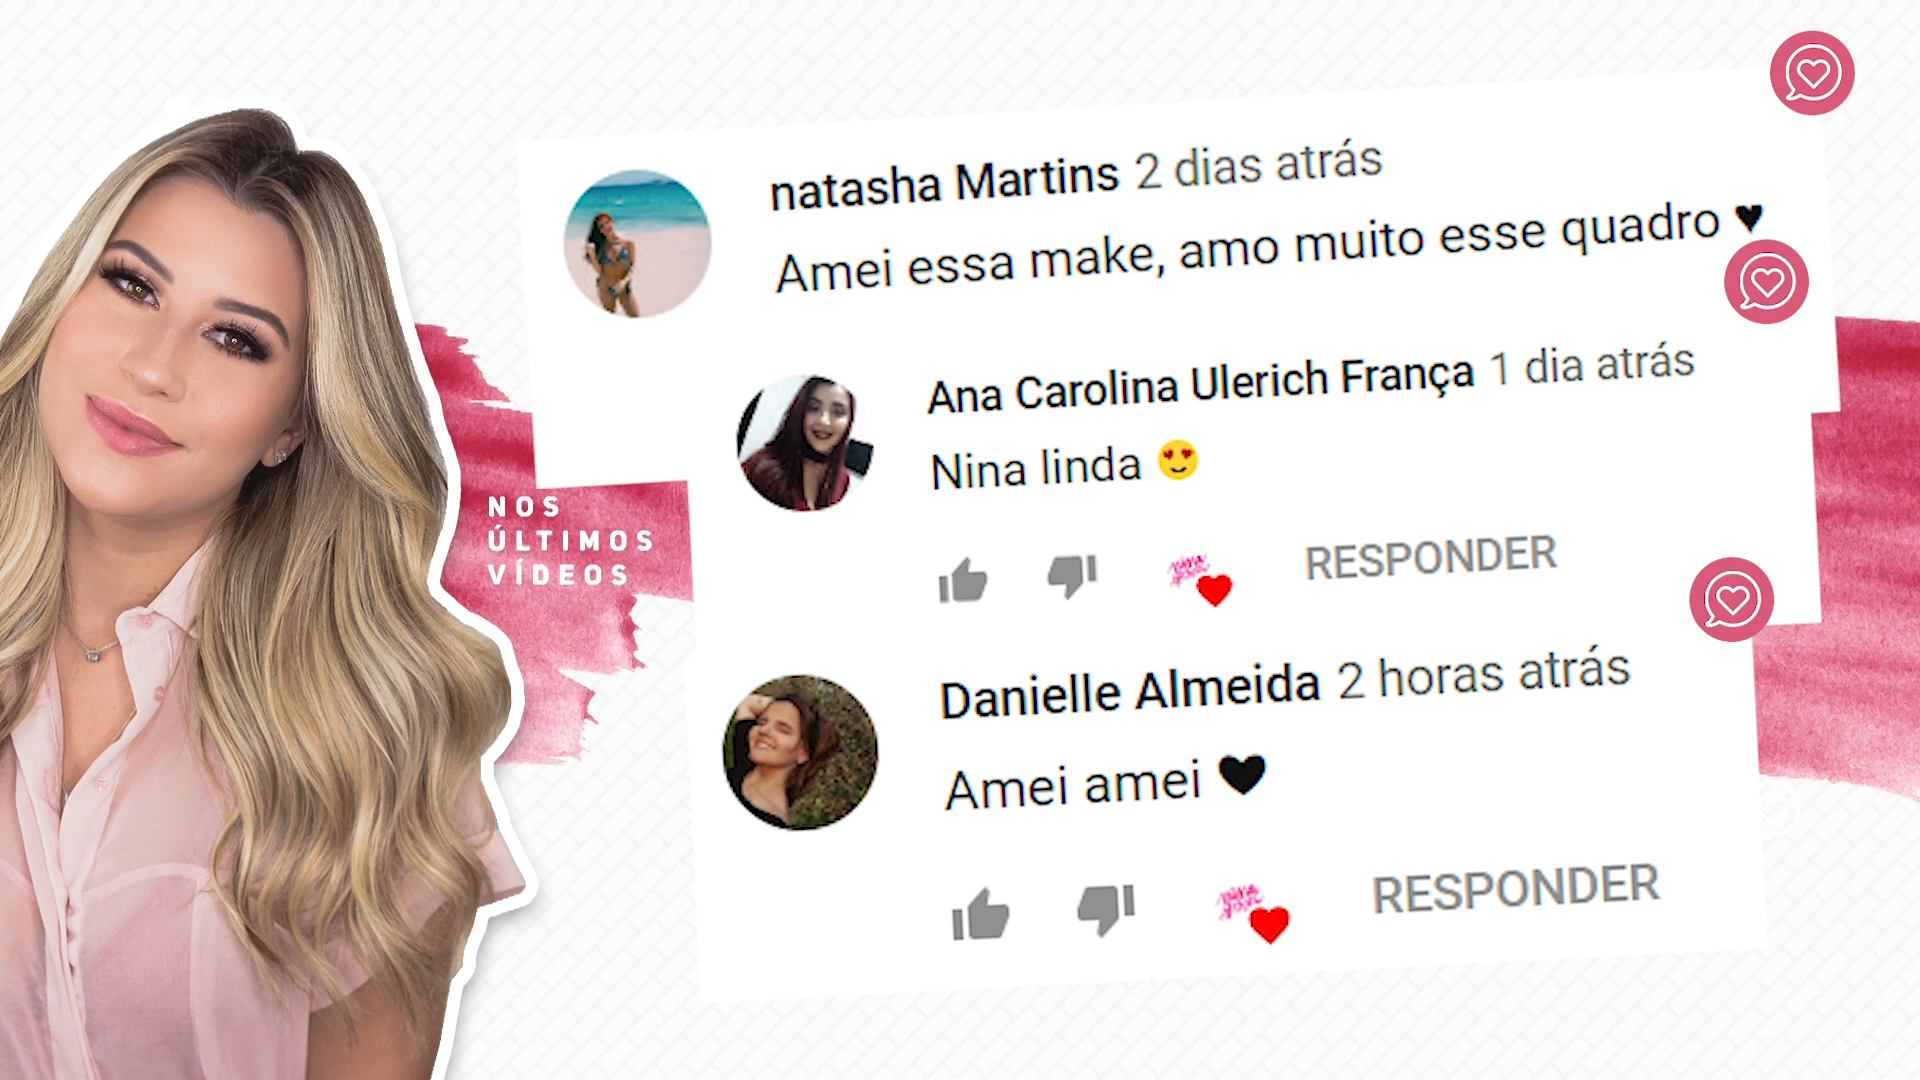 natasha Martins 2 dias atrás
Amei essa make, amo muito esse quadro ♥
Ana Carolina Ulerich França 1 dia atrás
Nina linda 😍
RESPONDER
NOS
ÚLTIMOS
VÍDEOS
Danielle Almeida 2 horas atrás
Amei amei 🖤
RESPONDER